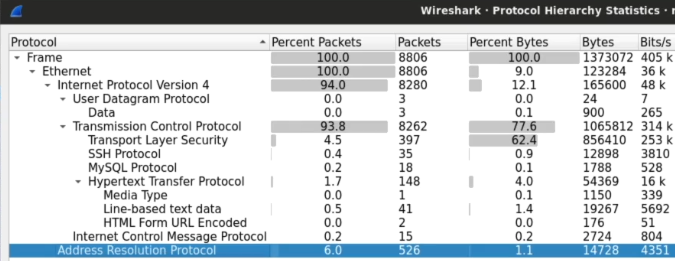 Wireshark · Protocol Hierarchy Statistics ·
Protocol Percent Packets Packets Percent Bytes Bytes Bits/s
Frame 100.0 8806 100.0 1373072 405 k
Ethernet 100.0 8806 9.0 123284 36 k
Internet Protocol Version 4 94.0 8280 12.1 165600 48 k
User Datagram Protocol 0.0 3 0.0 24 7
Data 0.0 3 0.1 900 265
Transmission Control Protocol 93.8 8262 77.6 1065812 314 k
Transport Layer Security 4.5 397 62.4 856410 253 k
SSH Protocol 0.4 35 0.9 12898 3810
MySQL Protocol 0.2 18 0.1 1788 528
Hypertext Transfer Protocol 1.7 148 4.0 54369 16 k
Media Type 0.0 1 0.1 1150 339
Line-based text data 0.5 41 1.4 19267 5692
HTML Form URL Encoded 0.0 2 0.0 176 51
Internet Control Message Protocol 0.2 15 0.2 2724 804
Address Resolution Protocol 6.0 526 1.1 14728 4351